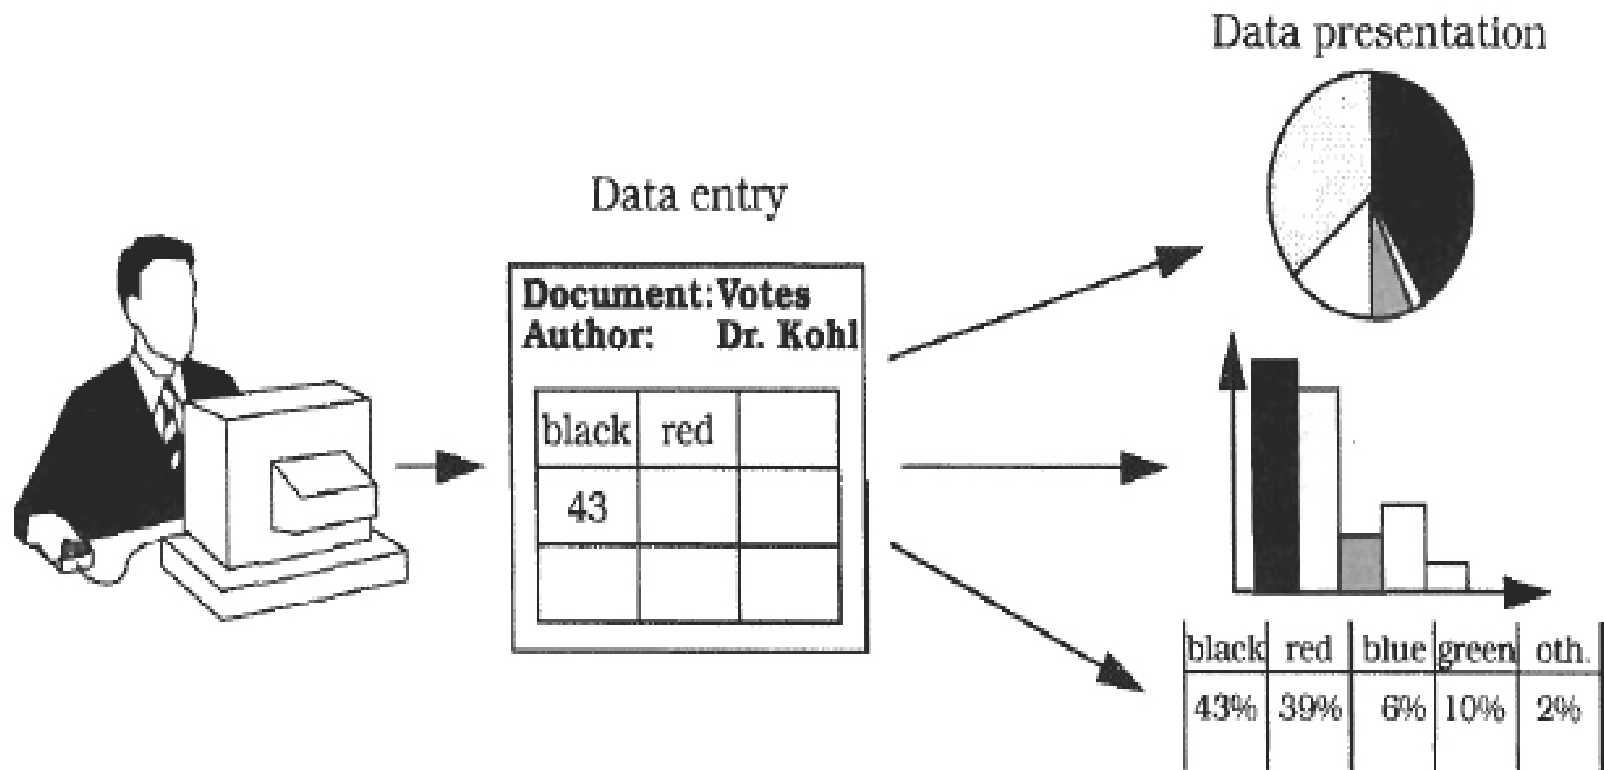 Data presentation
Data entry
Document: Votes
Author: Dr. Kohl
black red
43
black red blue green oth.
43% 39% 6% 10% 2%